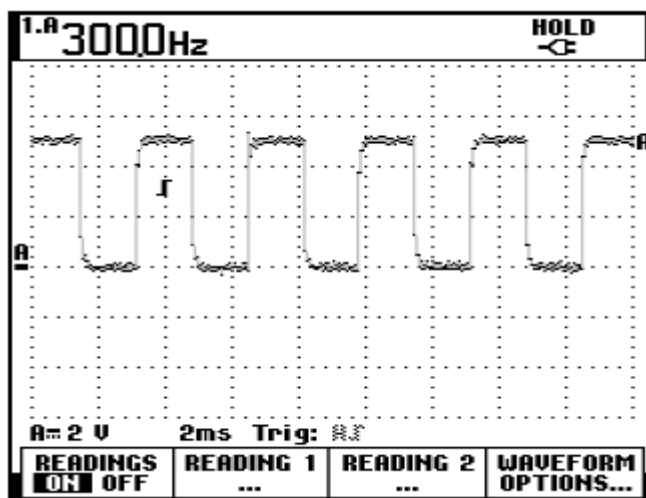 1.A 300.0Hz HOLD
A
A
A= 2 V 2ms Trig: A
READINGS READING 1 READING 2 WAVEFORM
ON OFF ... ... OPTIONS...